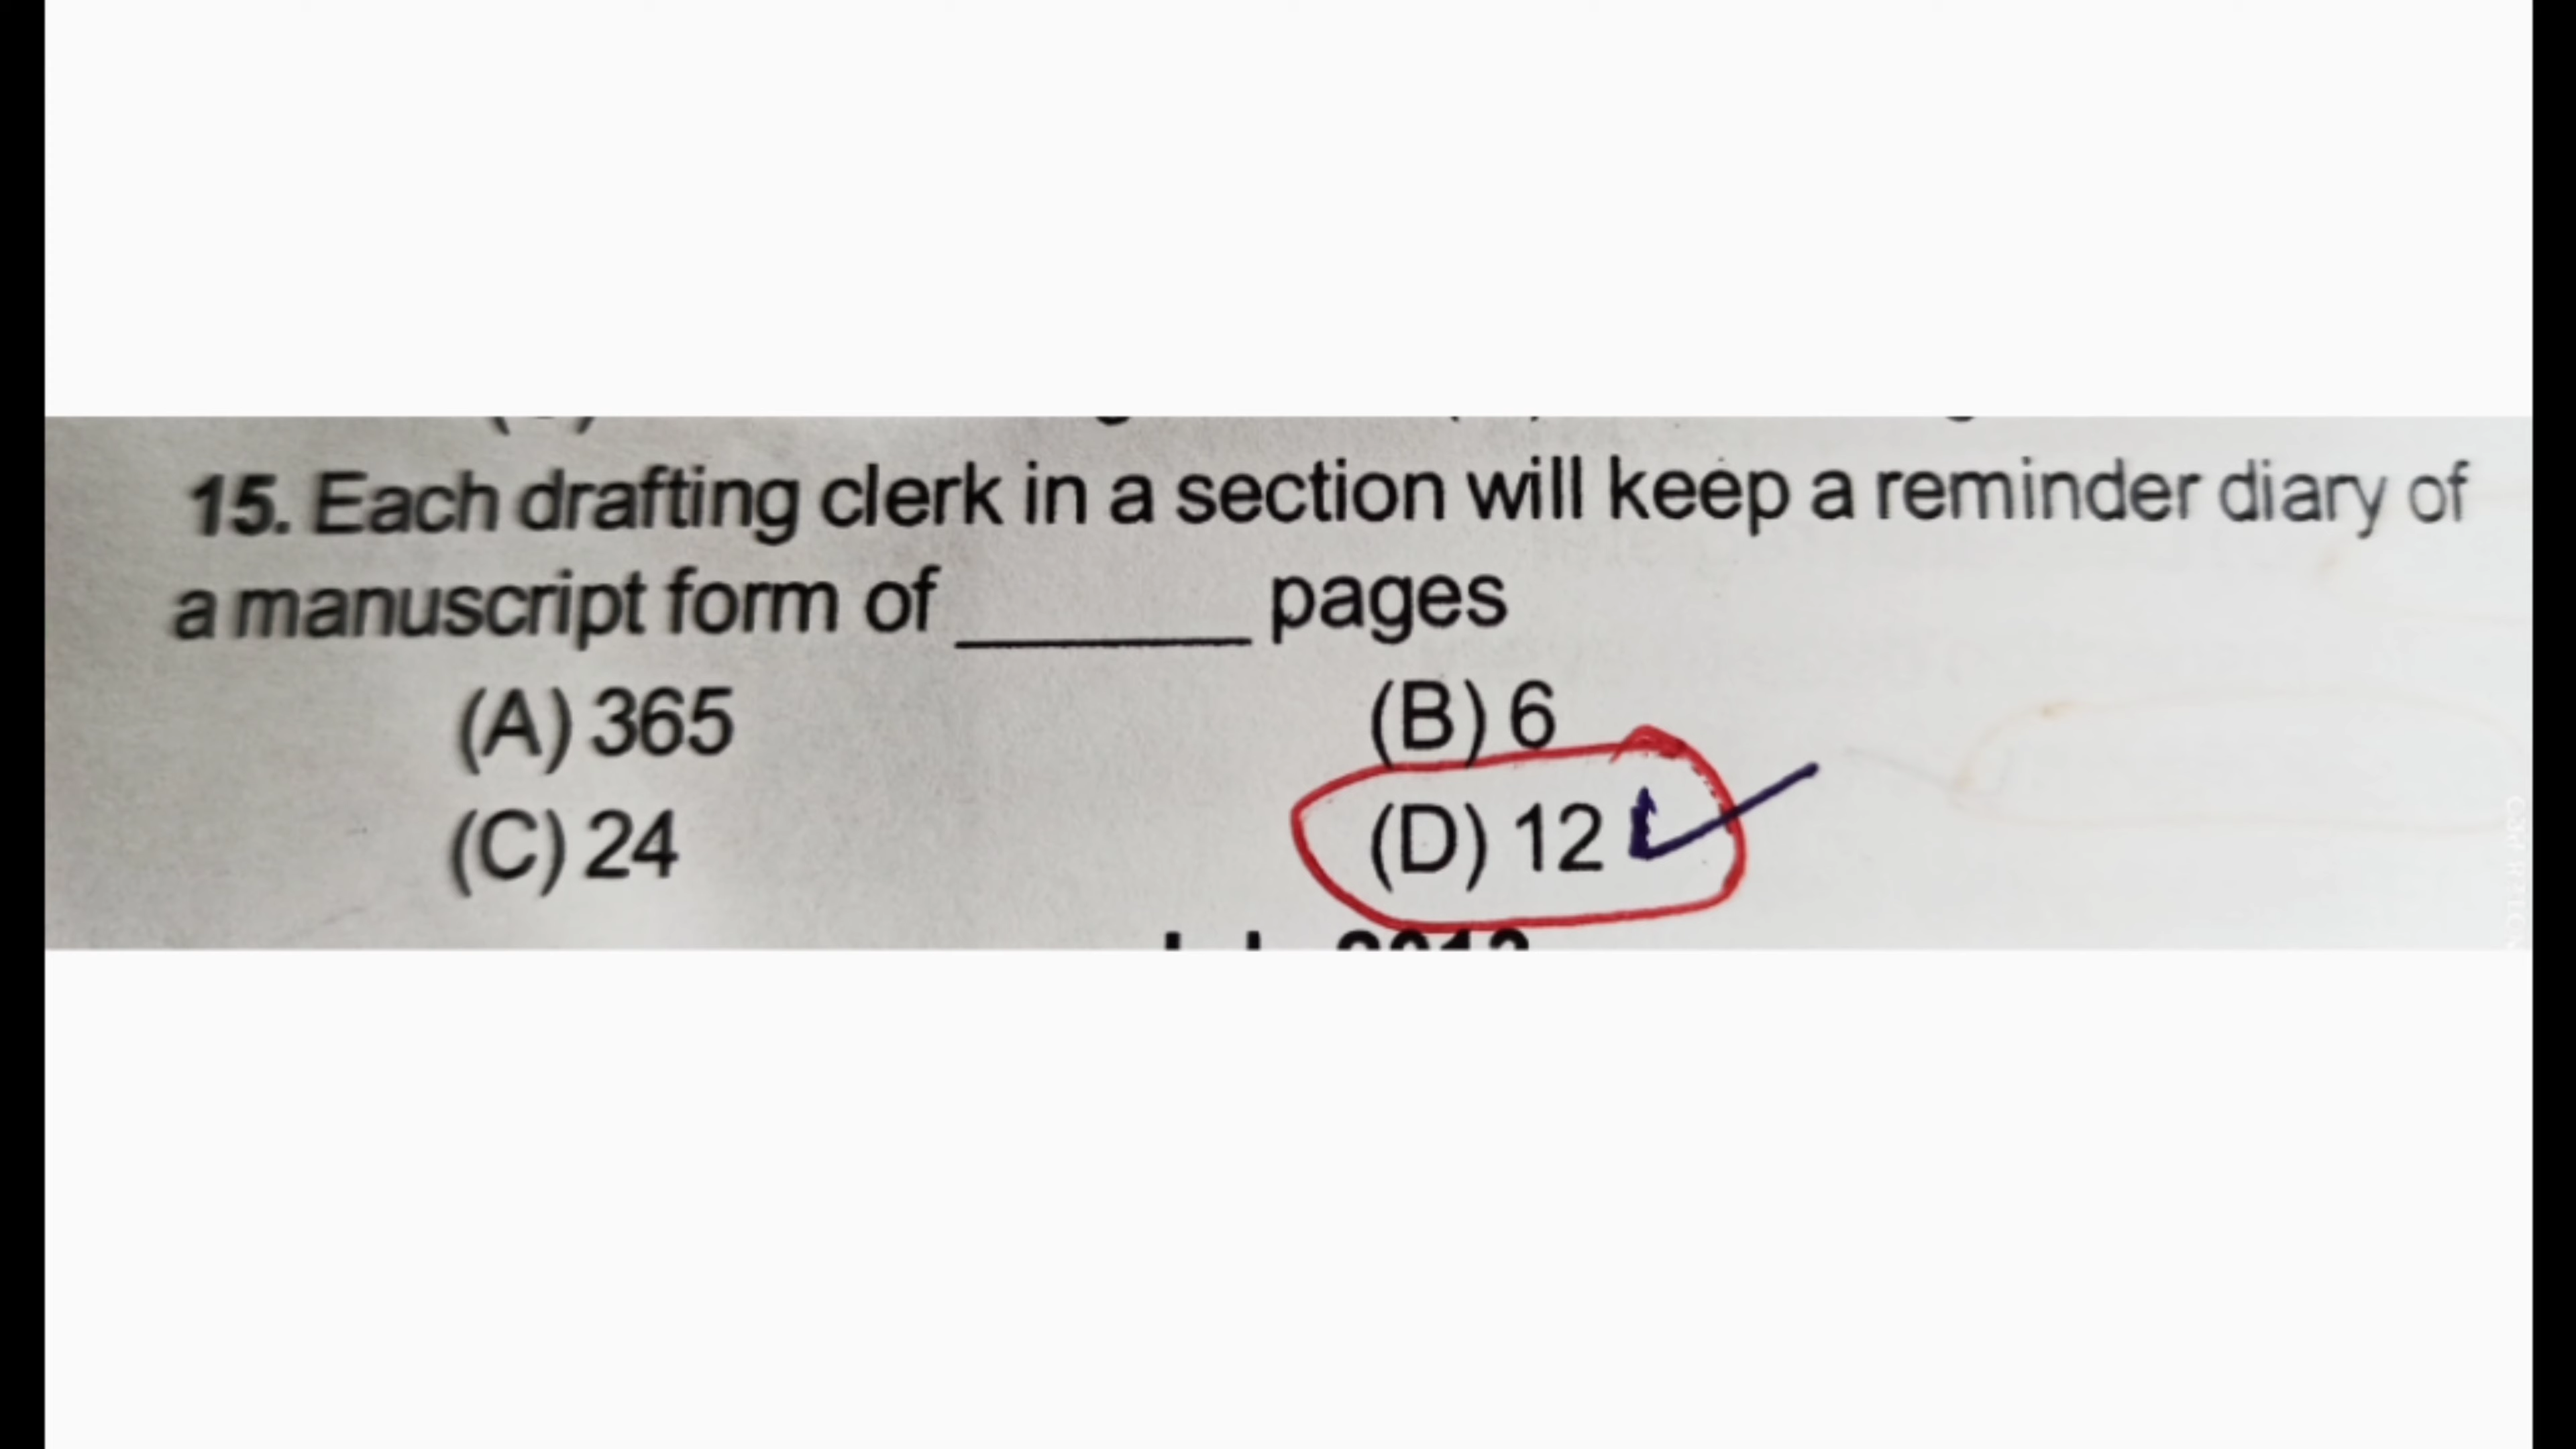 15. Each drafting clerk in a section will keep a reminder diary of
a manuscript form of ________ pages
(A) 365 (B) 6
(C) 24 (D) 12